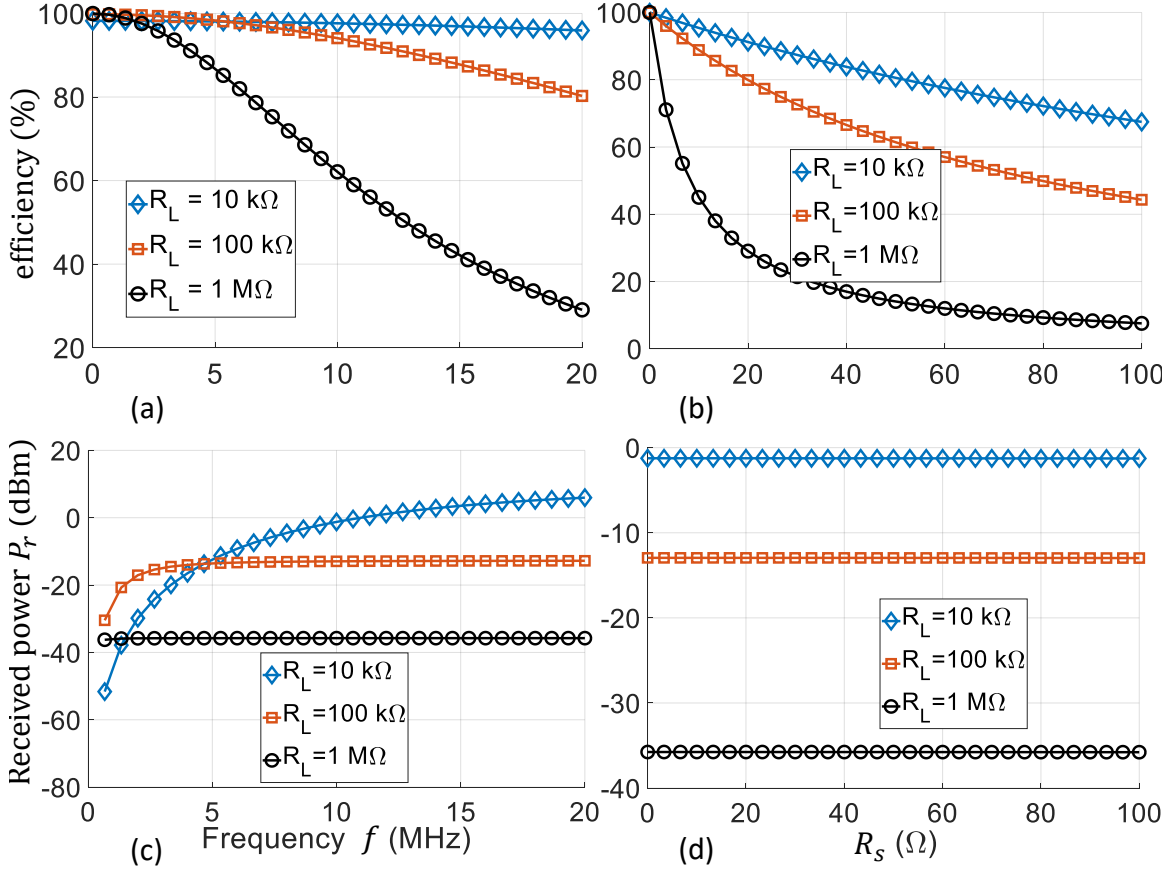 efficiency (%)
100
80
60
40
20
R_L = 10 kΩ
R_L = 100 kΩ
R_L = 1 MΩ
0 5 10 15 20
(a)
100
80
60
40
20
0
R_L=10 kΩ
R_L=100 kΩ
R_L=1 MΩ
0 20 40 60 80 100
(b)
Received power P_r (dBm)
20
0
-20
-40
-60
-80
R_L=10 kΩ
R_L=100 kΩ
R_L=1 MΩ
0 5 10 15 20
(c)
Frequency f (MHz)
0
-10
-20
-30
-40
R_L=10 kΩ
R_L=100 kΩ
R_L=1 MΩ
0 20 40 60 80 100
(d)
R_s (Ω)